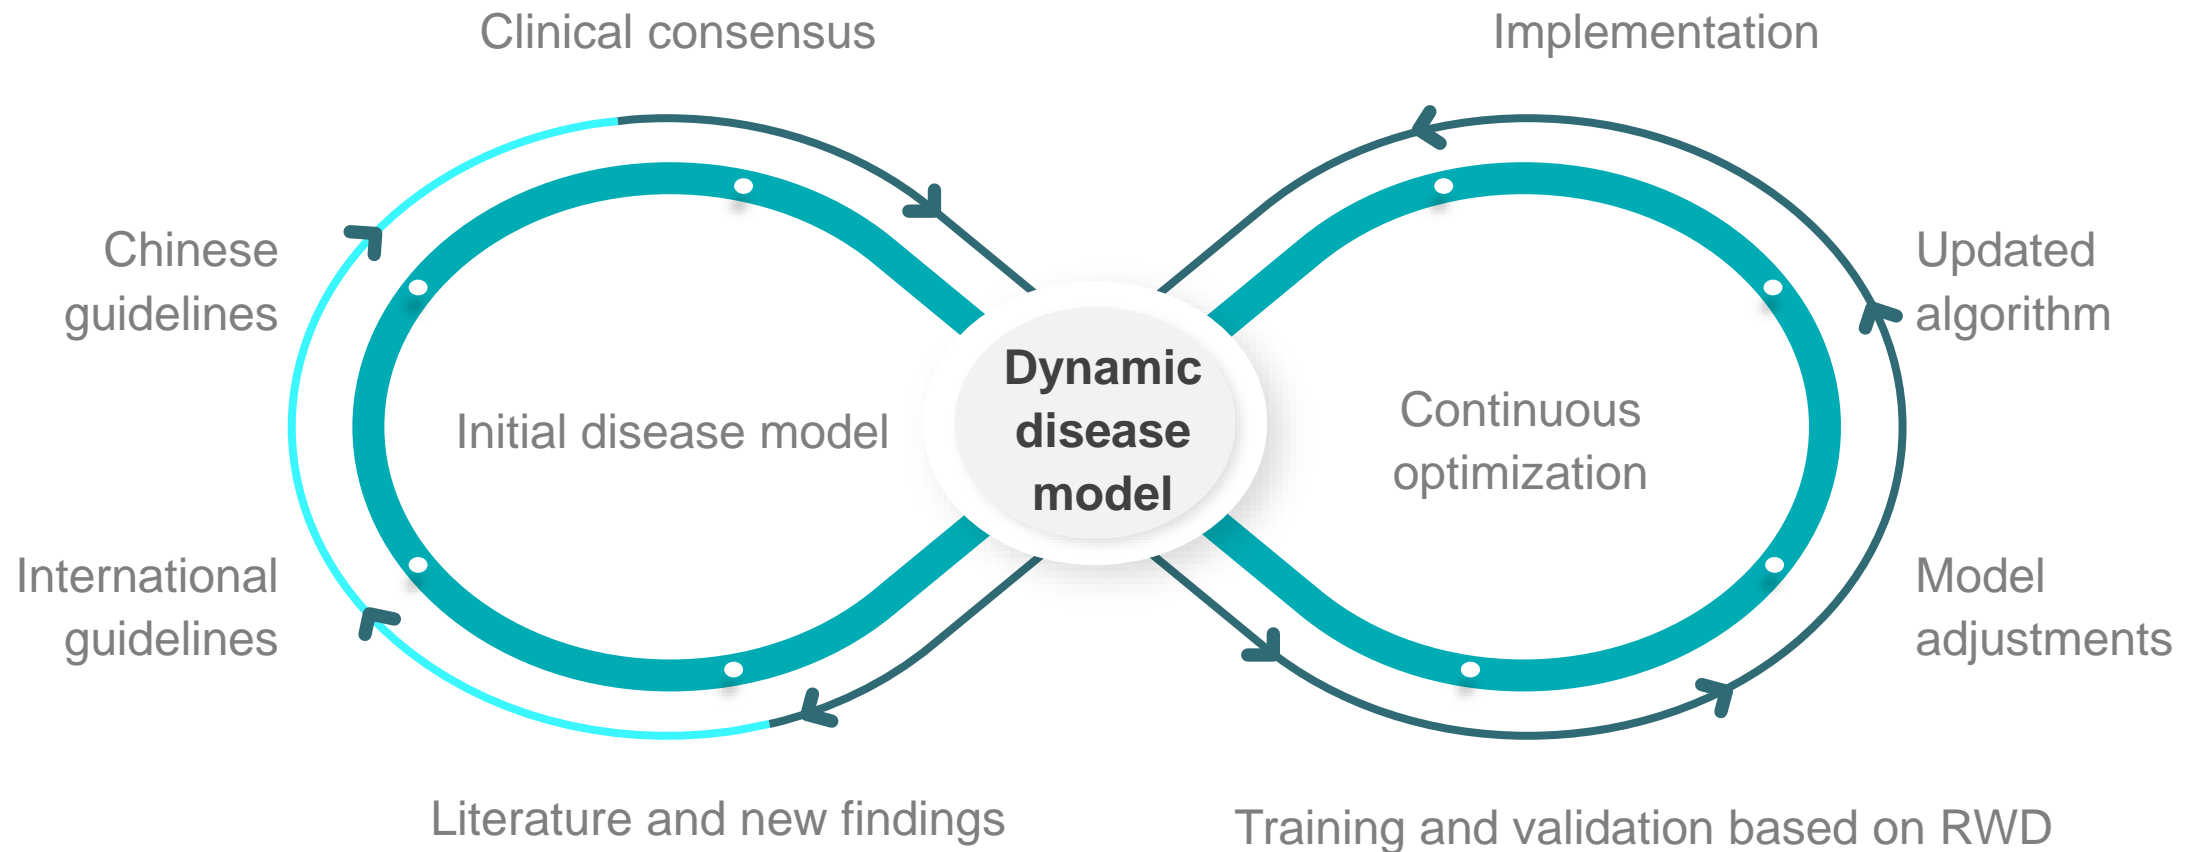 Clinical consensus
Implementation
Chinese
guidelines
Updated
algorithm
Initial disease model
Dynamic
disease
model
Continuous
optimization
International
guidelines
Model
adjustments
Literature and new findings
Training and validation based on RWD